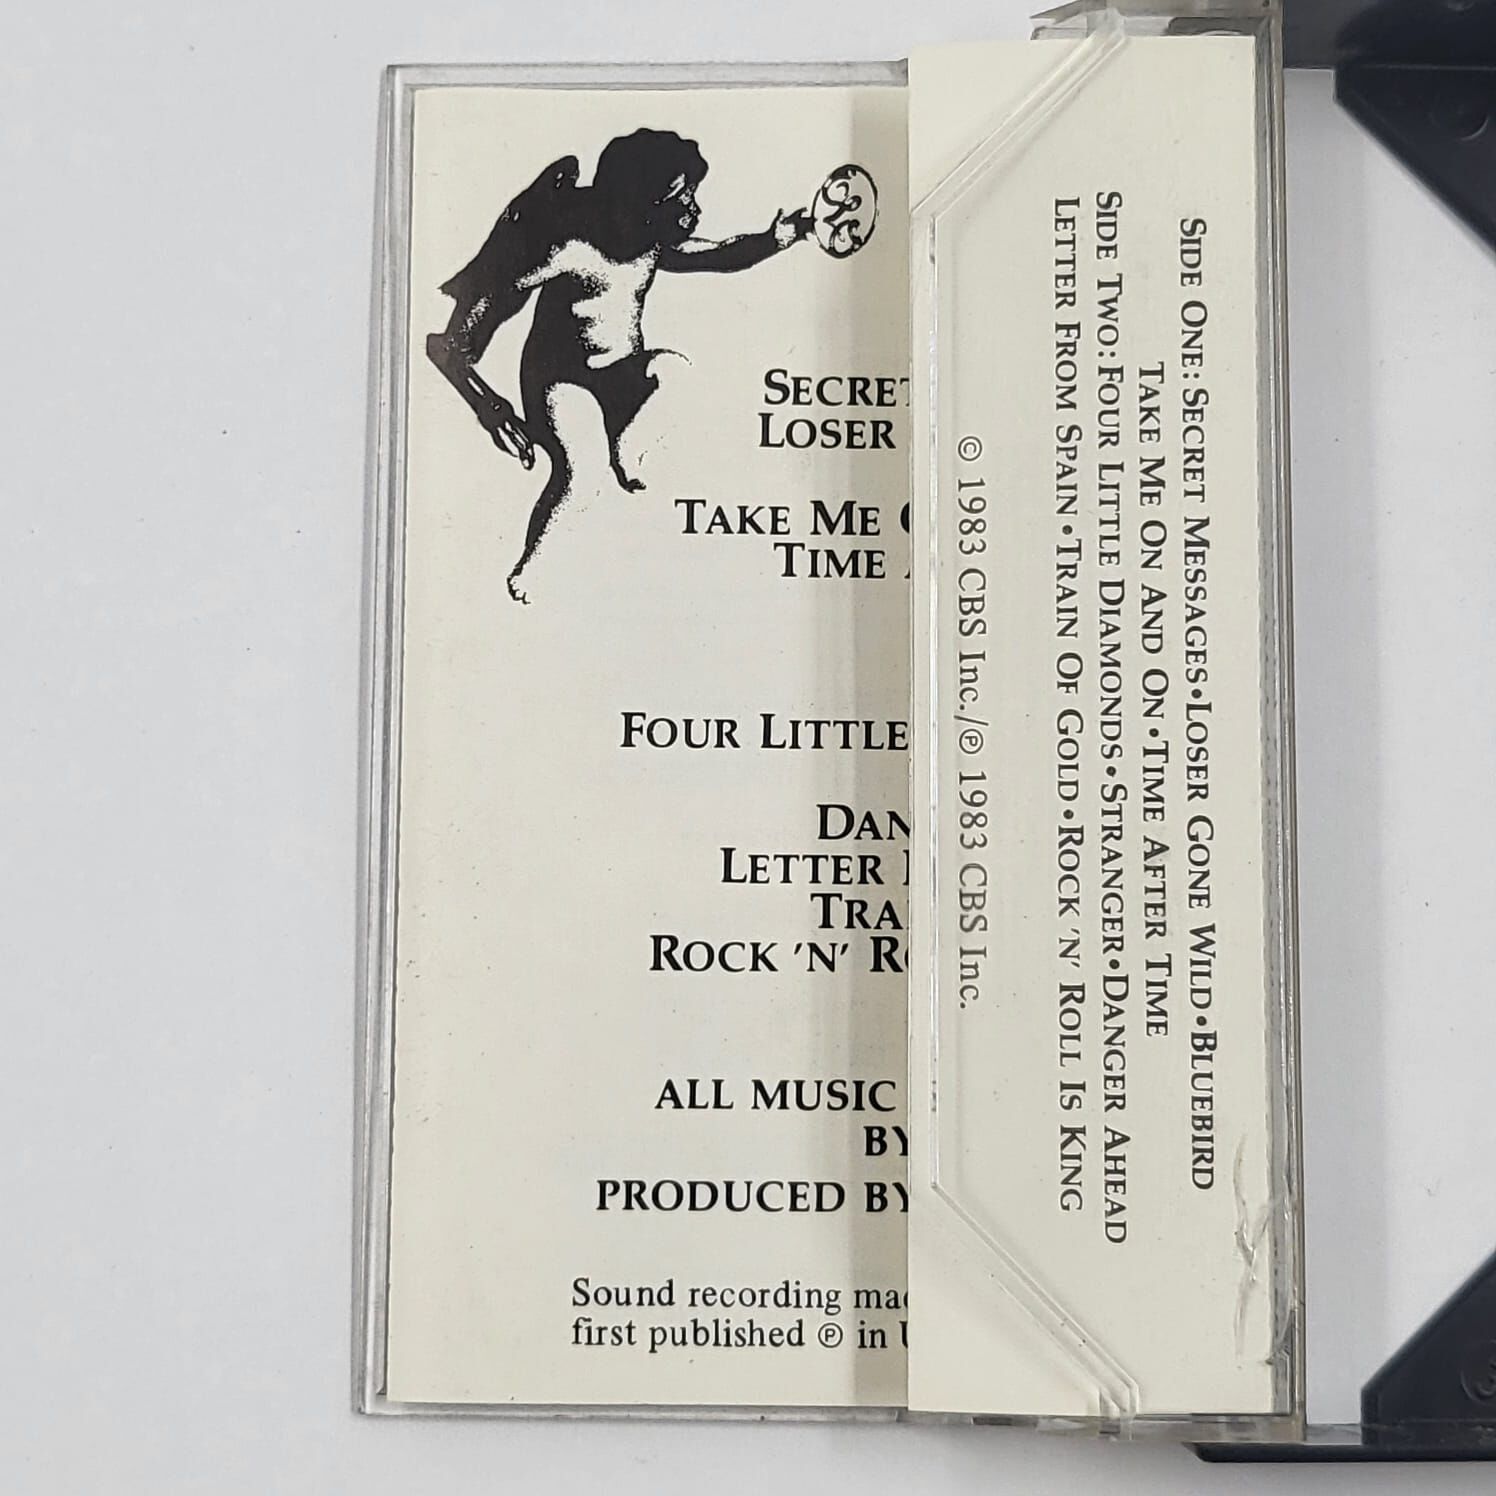 SECRET
LOSER
TAKE ME
TIME
FOUR LITTLE
LETTER
ROCK 'N'
ALL MUSIC
BY
PRODUCED BY
Sound recording
first published ℗ in
SIDE ONE: SECRET MESSAGES•LOSER GONE WILD•BLUEBIRD
TAKE ME ON AND ON•TIME AFTER TIME
SIDE TWO: FOUR LITTLE DIAMONDS•STRANGER•DANGER AHEAD
LETTER FROM SPAIN•TRAIN OF GOLD•ROCK 'N' ROLL IS KING
© 1983 CBS Inc./℗ 1983 CBS Inc.